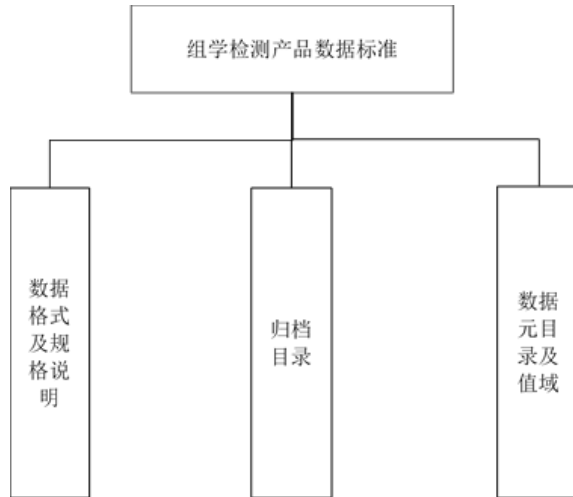 组学检测产品数据标准
数据
格式
及规
格说
明
归档
目录
数据
元目
录及
值域